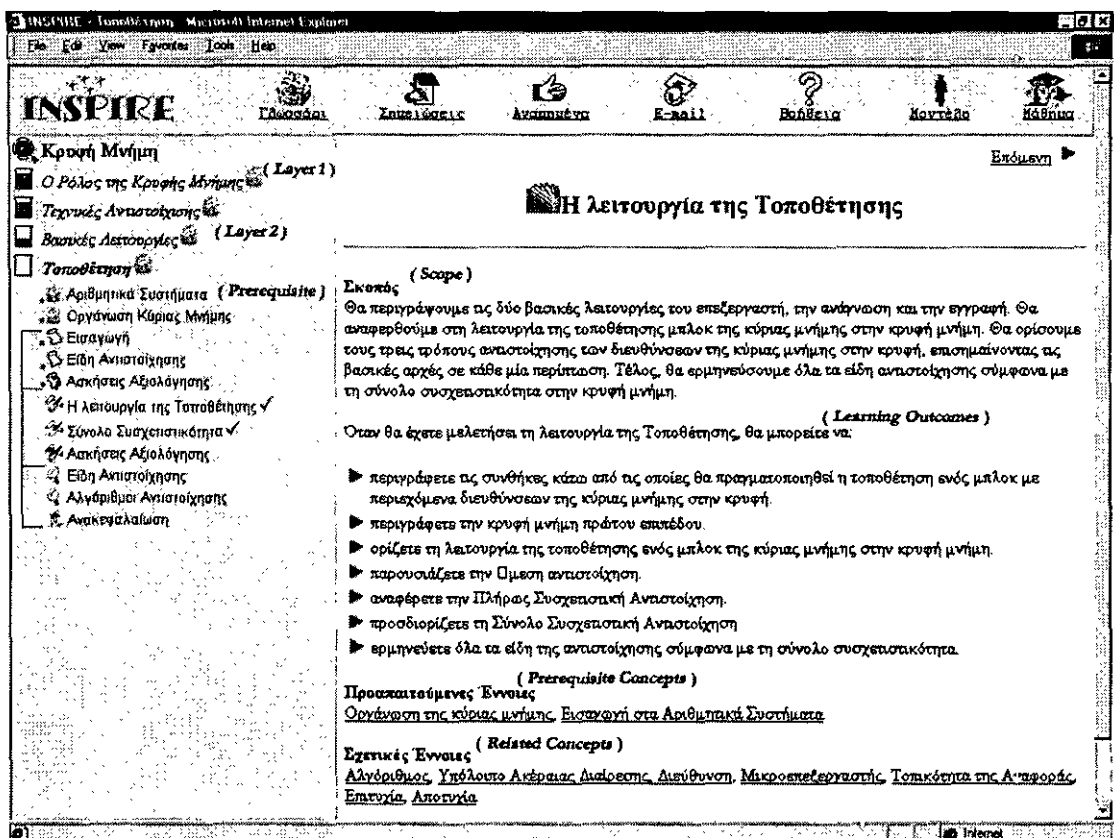 INSPIRE - Τοποθέτηση - Microsoft Internet Explorer
File Edit View Favorites Tools Help
INSPIRE
Γλωσσάρι Σημειώσεις Αγαπημένα E-mail Βοήθεια Μοντέλο Μάθημα
Κρυφή Μνήμη
Ο Ρόλος της Κρυφής Μνήμης ( Layer 1 )
Τεχνικές Αντιστοίχισης
Βασικές Λειτουργίες ( Layer 2 )
Τοποθέτηση
Αριθμητικά Συστήματα ( Prerequisite )
Οργάνωση Κύριας Μνήμης
Εισαγωγή
Είδη Αντιστοίχησης
Ασκήσεις Αξιολόγησης
Η λειτουργία της Τοποθέτησης ✓
Σύνολο Συσχετιστικότητα ✓
Ασκήσεις Αξιολόγησης
Είδη Αντιστοίχησης
Αλγόριθμοι Αντιστοίχησης
Ανακεφαλαίωση
Επόμενη
Η λειτουργία της Τοποθέτησης
( Scope )
Σκοπός
Θα περιγράψουμε τις δύο βασικές λειτουργίες του επεξεργαστή, την ανάγνωση και την εγγραφή. Θα
αναφερθούμε στη λειτουργία της τοποθέτησης μπλοκ της κύριας μνήμης στην κρυφή μνήμη. Θα ορίσουμε
τους τρεις τρόπους αντιστοίχησης των διευθύνσεων της κύριας μνήμης στην κρυφή, επισημαίνοντας τις
βασικές αρχές σε κάθε μία περίπτωση. Τέλος, θα ερμηνεύσουμε όλα τα είδη αντιστοίχησης σύμφωνα με
τη σύνολο συσχετιστικότητα στην κρυφή μνήμη.
( Learning Outcomes )
Όταν θα έχετε μελετήσει τη λειτουργία της Τοποθέτησης, θα μπορείτε να:
περιγράφετε τις συνθήκες κάτω από τις οποίες θα πραγματοποιηθεί η τοποθέτηση ενός μπλοκ με
περιεχόμενα διευθύνσεων της κύριας μνήμης στην κρυφή.
περιγράφετε την κρυφή μνήμη πρώτου επιπέδου.
ορίζετε τη λειτουργία της τοποθέτησης ενός μπλοκ της κύριας μνήμης στην κρυφή μνήμη.
παρουσιάζετε την □μεση αντιστοίχηση.
αναφέρετε την Πλήρως Συσχετιστική Αντιστοίχηση.
προσδιορίζετε τη Σύνολο Συσχετιστική Αντιστοίχηση
ερμηνεύετε όλα τα είδη της αντιστοίχησης σύμφωνα με τη σύνολο συσχετιστικότητα.
( Prerequisite Concepts )
Προαπαιτούμενες Έννοιες
Οργάνωση της κύριας μνήμης, Εισαγωγή στα Αριθμητικά Συστήματα
Σχετικές Έννοιες ( Related Concepts )
Αλγόριθμος, Υπόλοιπο Ακέραιας Διαίρεσης, Διεύθυνση, Μικροεπεξεργαστής, Τοπικότητα της Αναφοράς,
Επιτυχία, Αποτυχία
Internet